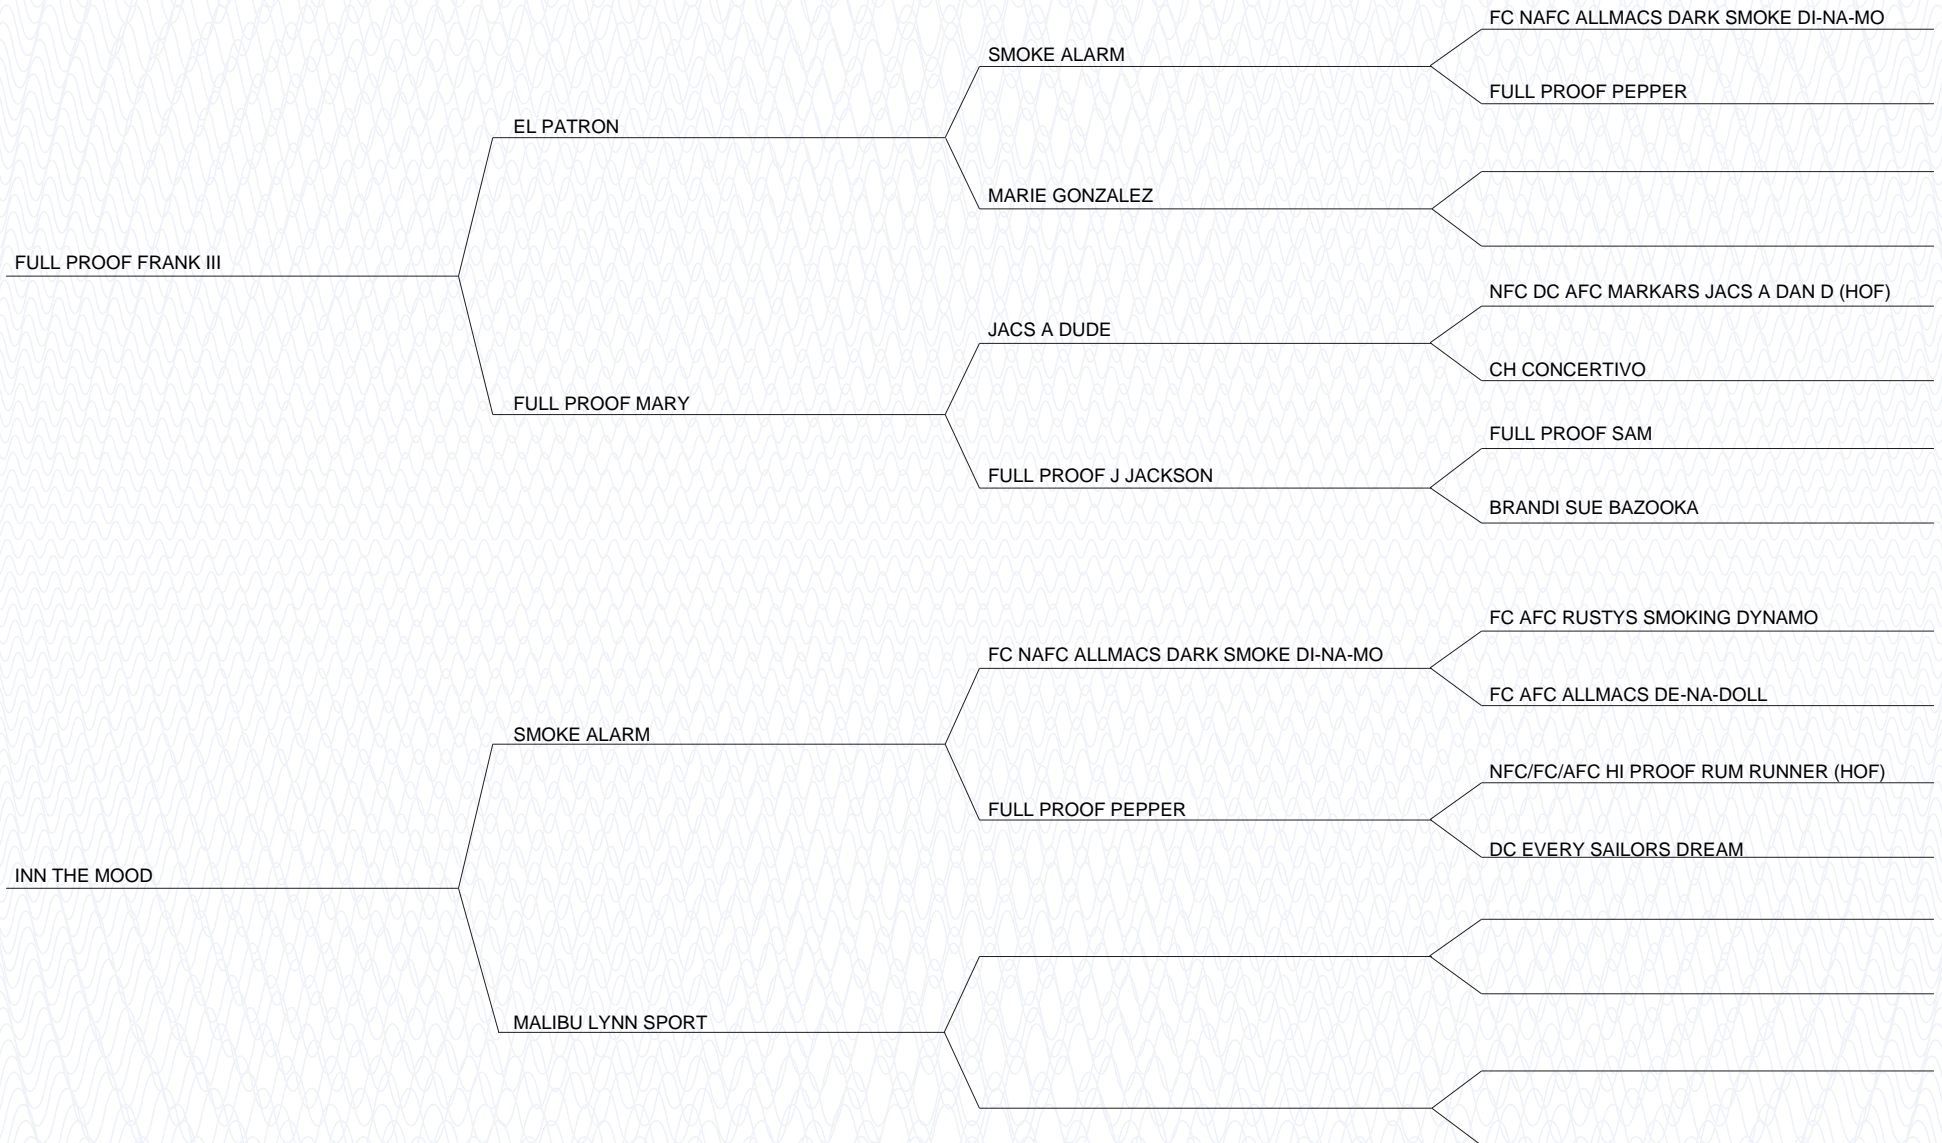 FC NAFC ALLMACS DARK SMOKE DI-NA-MO
SMOKE ALARM
FULL PROOF PEPPER
EL PATRON
MARIE GONZALEZ
FULL PROOF FRANK III
NFC DC AFC MARKARS JACS A DAN D (HOF)
JACS A DUDE
CH CONCERTIVO
FULL PROOF MARY
FULL PROOF SAM
FULL PROOF J JACKSON
BRANDI SUE BAZOOKA
FC AFC RUSTYS SMOKING DYNAMO
FC NAFC ALLMACS DARK SMOKE DI-NA-MO
FC AFC ALLMACS DE-NA-DOLL
SMOKE ALARM
NFC/FC/AFC HI PROOF RUM RUNNER (HOF)
FULL PROOF PEPPER
DC EVERY SAILORS DREAM
INN THE MOOD
MALIBU LYNN SPORT